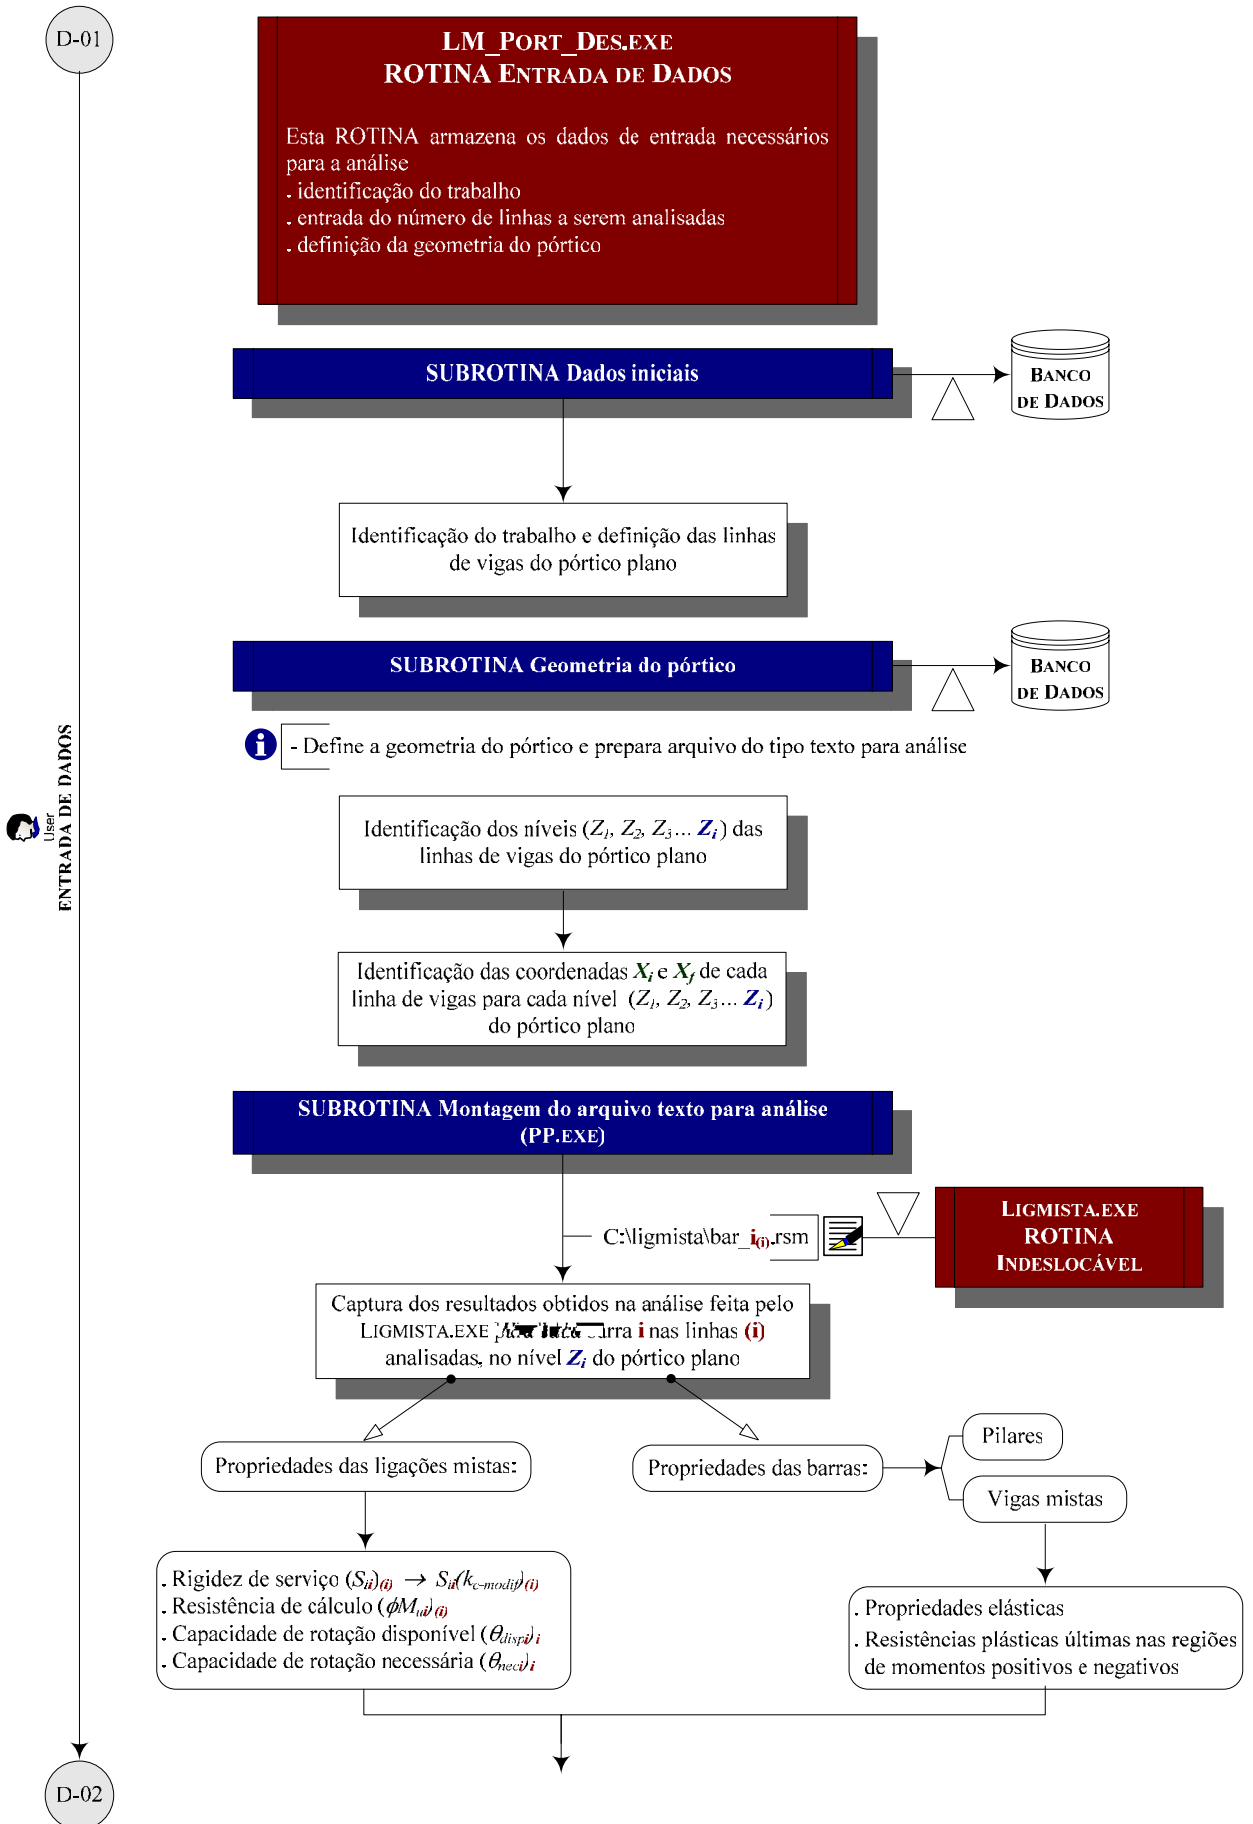 D-01
LM_PORT_DES.EXE
ROTINA ENTRADA DE DADOS
Esta ROTINA armazena os dados de entrada necessários
para a análise
. identificação do trabalho
. entrada do número de linhas a serem analisadas
. definição da geometria do pórtico
SUBROTINA Dados iniciais
BANCO
DE DADOS
Identificação do trabalho e definição das linhas
de vigas do pórtico plano
SUBROTINA Geometria do pórtico
BANCO
DE DADOS
- Define a geometria do pórtico e prepara arquivo do tipo texto para análise
User
ENTRADA DE DADOS
Identificação dos níveis (Z1, Z2, Z3... Zi) das
linhas de vigas do pórtico plano
Identificação das coordenadas Xi e Xf de cada
linha de vigas para cada nível (Z1, Z2, Z3... Zi)
do pórtico plano
SUBROTINA Montagem do arquivo texto para análise
(PP.EXE)
C:\ligmista\bar_i(i).rsm
LIGMISTA.EXE
ROTINA
INDESLOCÁVEL
Captura dos resultados obtidos na análise feita pelo
LIGMISTA.EXE i nas linhas (i)
analisadas, no nível Zi do pórtico plano
Propriedades das ligações mistas:
Propriedades das barras:
Pilares
Vigas mistas
. Rigidez de serviço (Sii)(i) → Sii(kc-modif)(i)
. Resistência de cálculo (ϕMui)(i)
. Capacidade de rotação disponível (θdispi)i
. Capacidade de rotação necessária (θneci)i
. Propriedades elásticas
. Resistências plásticas últimas nas regiões
de momentos positivos e negativos
D-02